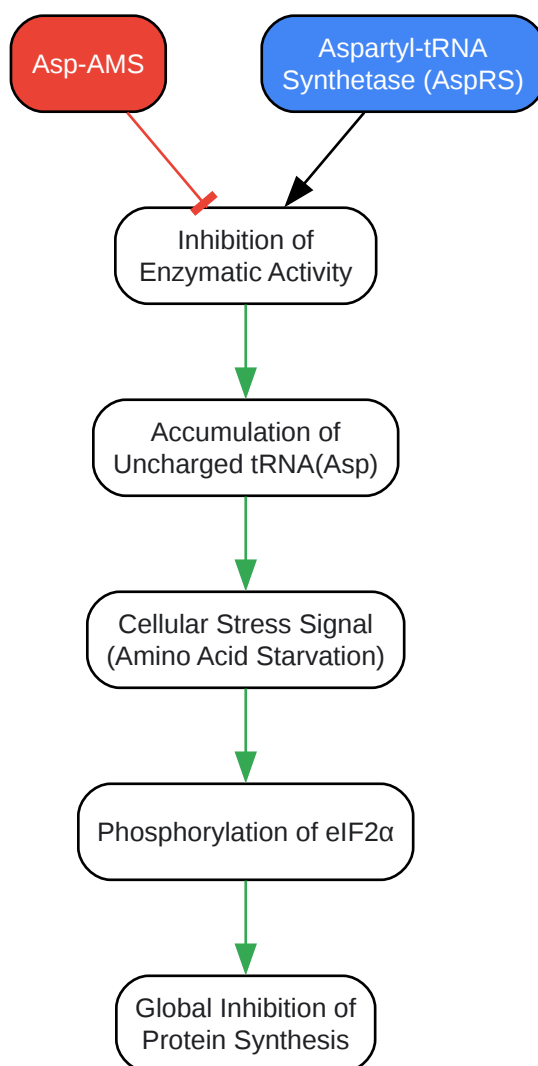 Asp-AMS
Aspartyl-tRNA
Synthetase (AspRS)
Inhibition of
Enzymatic Activity
Accumulation of
Uncharged tRNA(Asp)
Cellular Stress Signal
(Amino Acid Starvation)
Phosphorylation of eIF2α
Global Inhibition of
Protein Synthesis